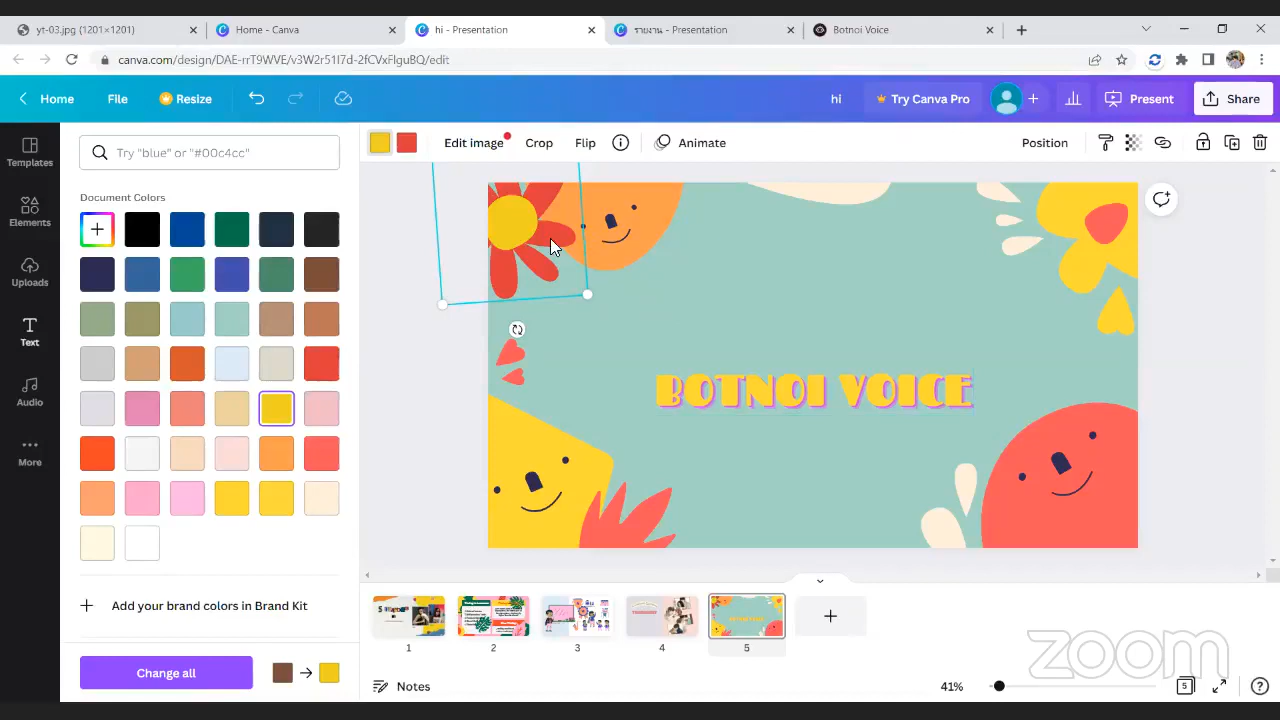 yt-03.jpg (1201×1201)
Home - Canva
hi - Presentation
รายงาน - Presentation
Botnoi Voice
canva.com/design/DAE-rrT9WVE/v3W2r51I7d-2fCVxFIguBQ/edit
Home
File
Resize
hi
Try Canva Pro
Present
Share
Templates
Elements
Uploads
Text
Audio
More
Try "blue" or "#00c4cc"
Edit image
Crop
Flip
Animate
Position
Document Colors
BOTNOI VOICE
Add your brand colors in Brand Kit
Change all
1
2
3
4
5
Notes
41%
5
zoom